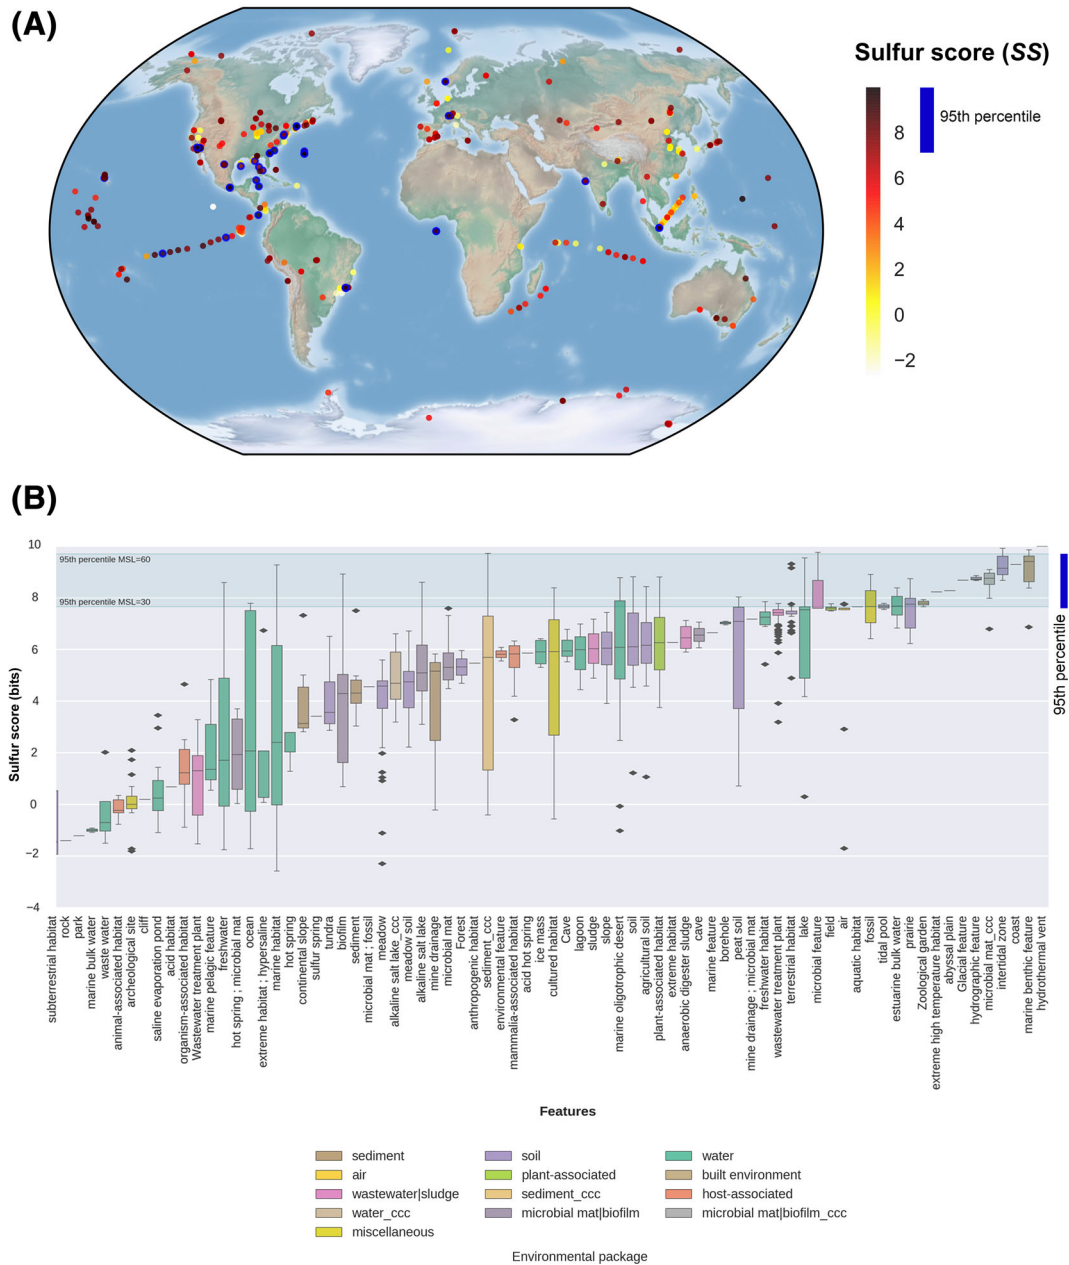 (A)
Sulfur score (SS)
8
6
4
2
0
−2
95th percentile
(B)
10
8
6
4
2
0
−2
−4
Sulfur score (bits)
95th percentile MSL=60
95th percentile MSL=30
95th percentile
subterrestrial habitat
rock
park
marine bulk water
waste water
animal-associated habitat
archeological site
cliff
saline evaporation pond
acid habitat
organism-associated habitat
Wastewater treatment plant
marine pelagic feature
freshwater
hot spring ; microbial mat
ocean
extreme habitat ; hypersaline
marine habitat
hot spring
continental slope
sulfur spring
tundra
biofilm
sediment
microbial mat ; fossil
meadow
alkaline salt lake_ccc
meadow soil
alkaline salt lake
mine drainage
microbial mat
Forest
anthropogenic habitat
sediment_ccc
environmental feature
mammalia-associated habitat
acid hot spring
ice mass
cultured habitat
Cave
lagoon
sludge
slope
marine oligotrophic desert
soil
agricultural soil
plant-associated habitat
extreme habitat
anaerobic digester sludge
cave
marine feature
borehole
peat soil
mine drainage ; microbial mat
freshwater habitat
wastewater treatment plant
terrestrial habitat
lake
microbial feature
field
air
aquatic habitat
fossil
tidal pool
estuarine bulk water
prairie
Zoological garden
extreme high temperature habitat
abyssal plain
Glacial feature
hydrographic feature
microbial mat_ccc
intertidal zone
coast
marine benthic feature
hydrothermal vent
Features
sediment
soil
water
air
plant-associated
built environment
wastewater|sludge
sediment_ccc
host-associated
water_ccc
microbial mat|biofilm
microbial mat|biofilm_ccc
miscellaneous
Environmental package